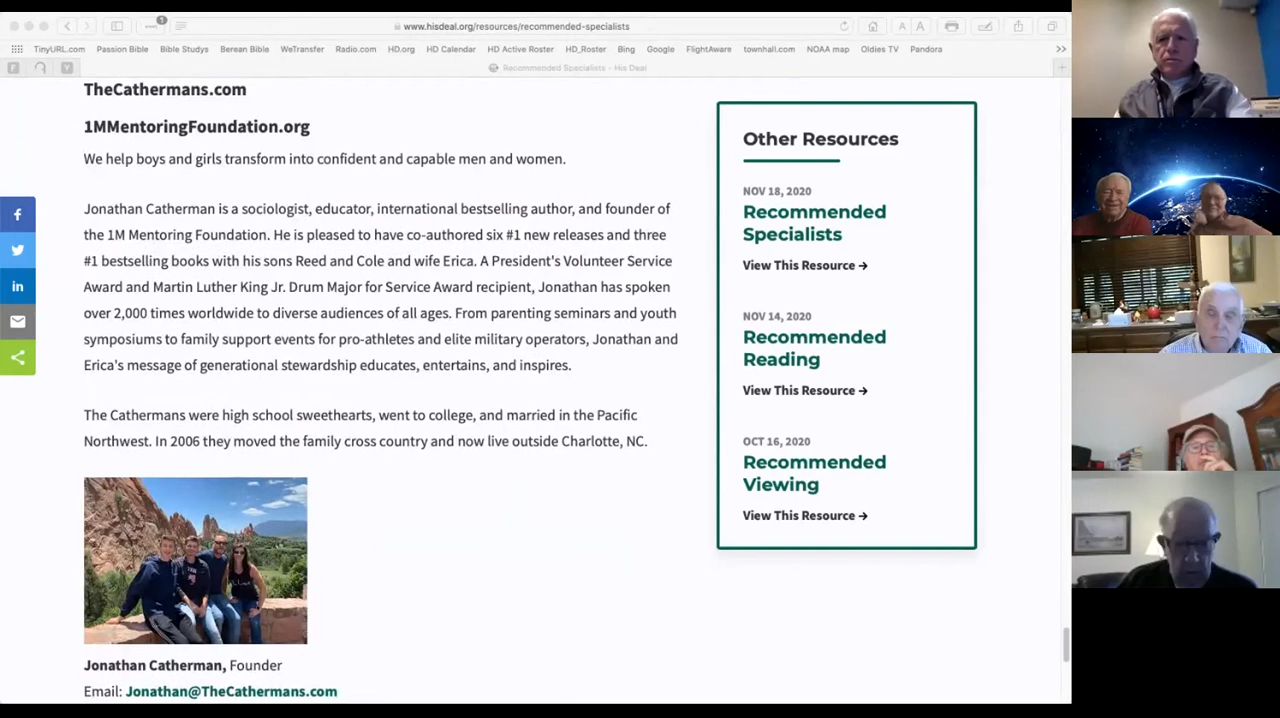 1
www.hisdeal.org/resources/recommended-specialists
A A
TinyURL.com Passion Bible Bible Studys Berean Bible WeTransfer Radio.com HD.org HD Calendar HD Active Roster HD_Roster Bing Google FlightAware townhall.com NOAA map Oldies TV Pandora
F Y Recommended Specialists - His Deal
TheCathermans.com
1MMentoringFoundation.org
We help boys and girls transform into confident and capable men and women.
Jonathan Catherman is a sociologist, educator, international bestselling author, and founder of
the 1M Mentoring Foundation. He is pleased to have co-authored six #1 new releases and three
#1 bestselling books with his sons Reed and Cole and wife Erica. A President's Volunteer Service
Award and Martin Luther King Jr. Drum Major for Service Award recipient, Jonathan has spoken
over 2,000 times worldwide to diverse audiences of all ages. From parenting seminars and youth
symposiums to family support events for pro-athletes and elite military operators, Jonathan and
Erica's message of generational stewardship educates, entertains, and inspires.
The Cathermans were high school sweethearts, went to college, and married in the Pacific
Northwest. In 2006 they moved the family cross country and now live outside Charlotte, NC.
Jonathan Catherman, Founder
Email: Jonathan@TheCathermans.com
Other Resources
NOV 18, 2020
Recommended
Specialists
View This Resource →
NOV 14, 2020
Recommended
Reading
View This Resource →
OCT 16, 2020
Recommended
Viewing
View This Resource →